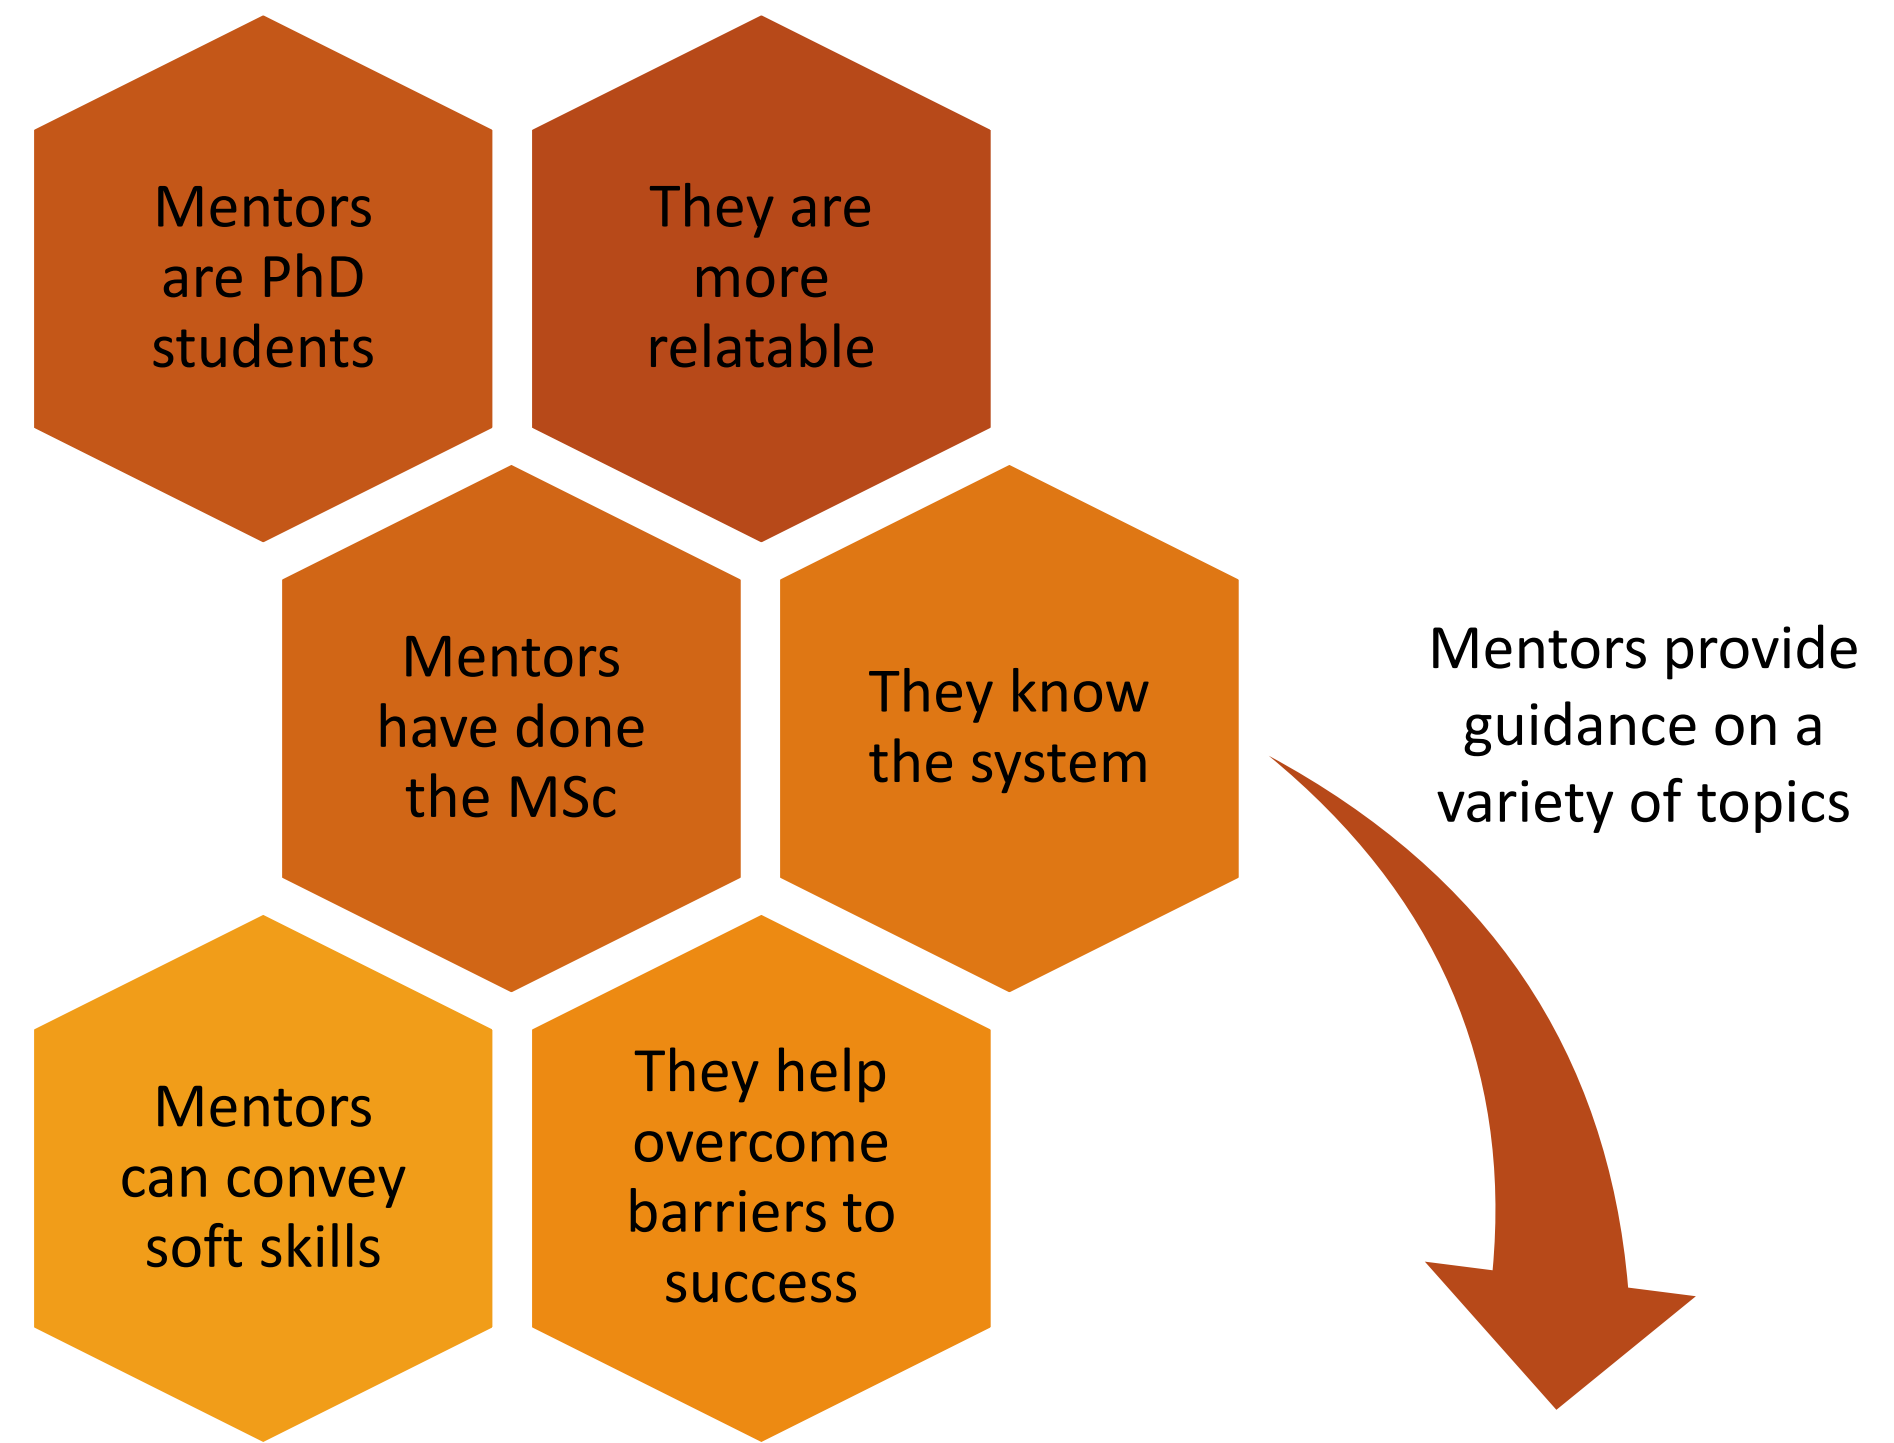 Mentors
are PhD
students
They are
more
relatable
Mentors
have done
the MSc
They know
the system
Mentors provide
guidance on a
variety of topics
Mentors
can convey
soft skills
They help
overcome
barriers to
success